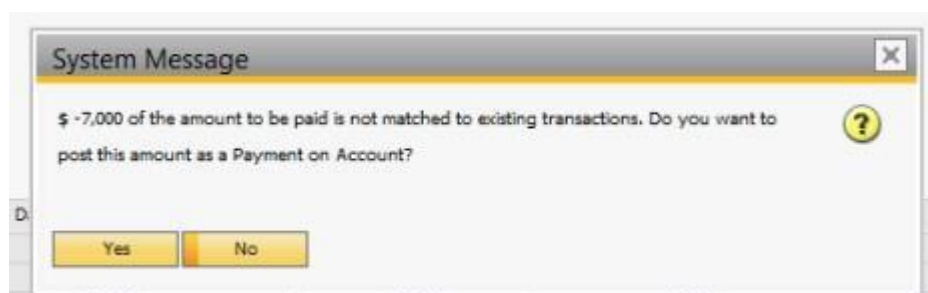 System Message
$ -7,000 of the amount to be paid is not matched to existing transactions. Do you want to
post this amount as a Payment on Account?
?
D
Yes No